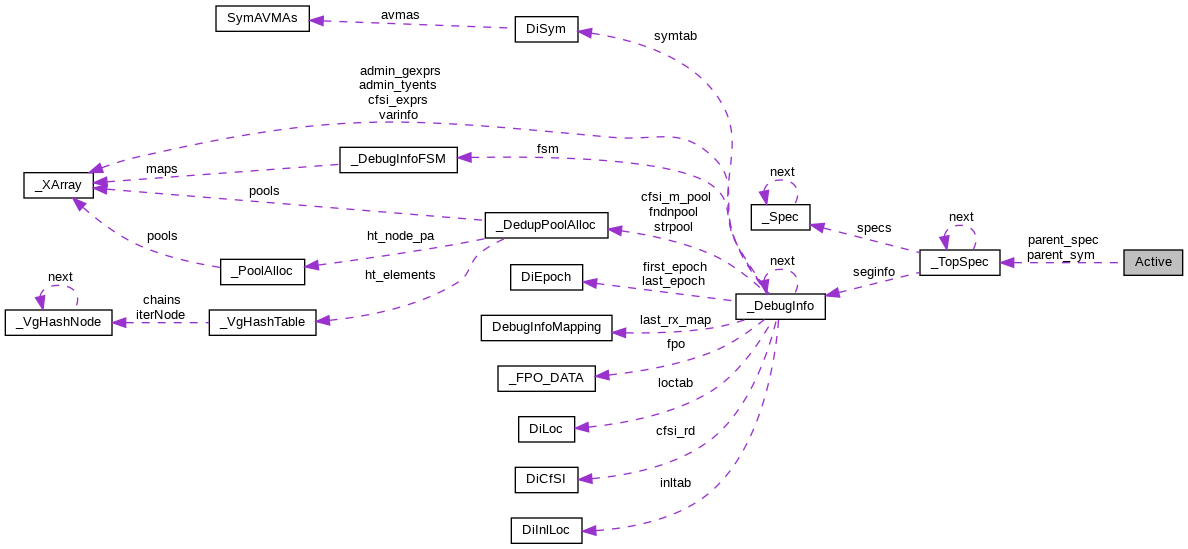 SymAVMAs
avmas
DiSym
symtab
admin_gexprs
admin_tyents
cfsi_exprs
varinfo
_DebugInfoFSM
fsm
maps
_XArray
pools
cfsi_m_pool
fndnpool
strpool
next
_Spec
specs
_DedupPoolAlloc
next
pools
ht_node_pa
_PoolAlloc
ht_elements
parent_spec
parent_sym
Active
_TopSpec
seginfo
first_epoch
last_epoch
DiEpoch
next
_DebugInfo
next
chains
iterNode
_VgHashNode
_VgHashTable
DebugInfoMapping
last_rx_map
fpo
_FPO_DATA
loctab
DiLoc
cfsi_rd
DiCfSI
inltab
DiInlLoc